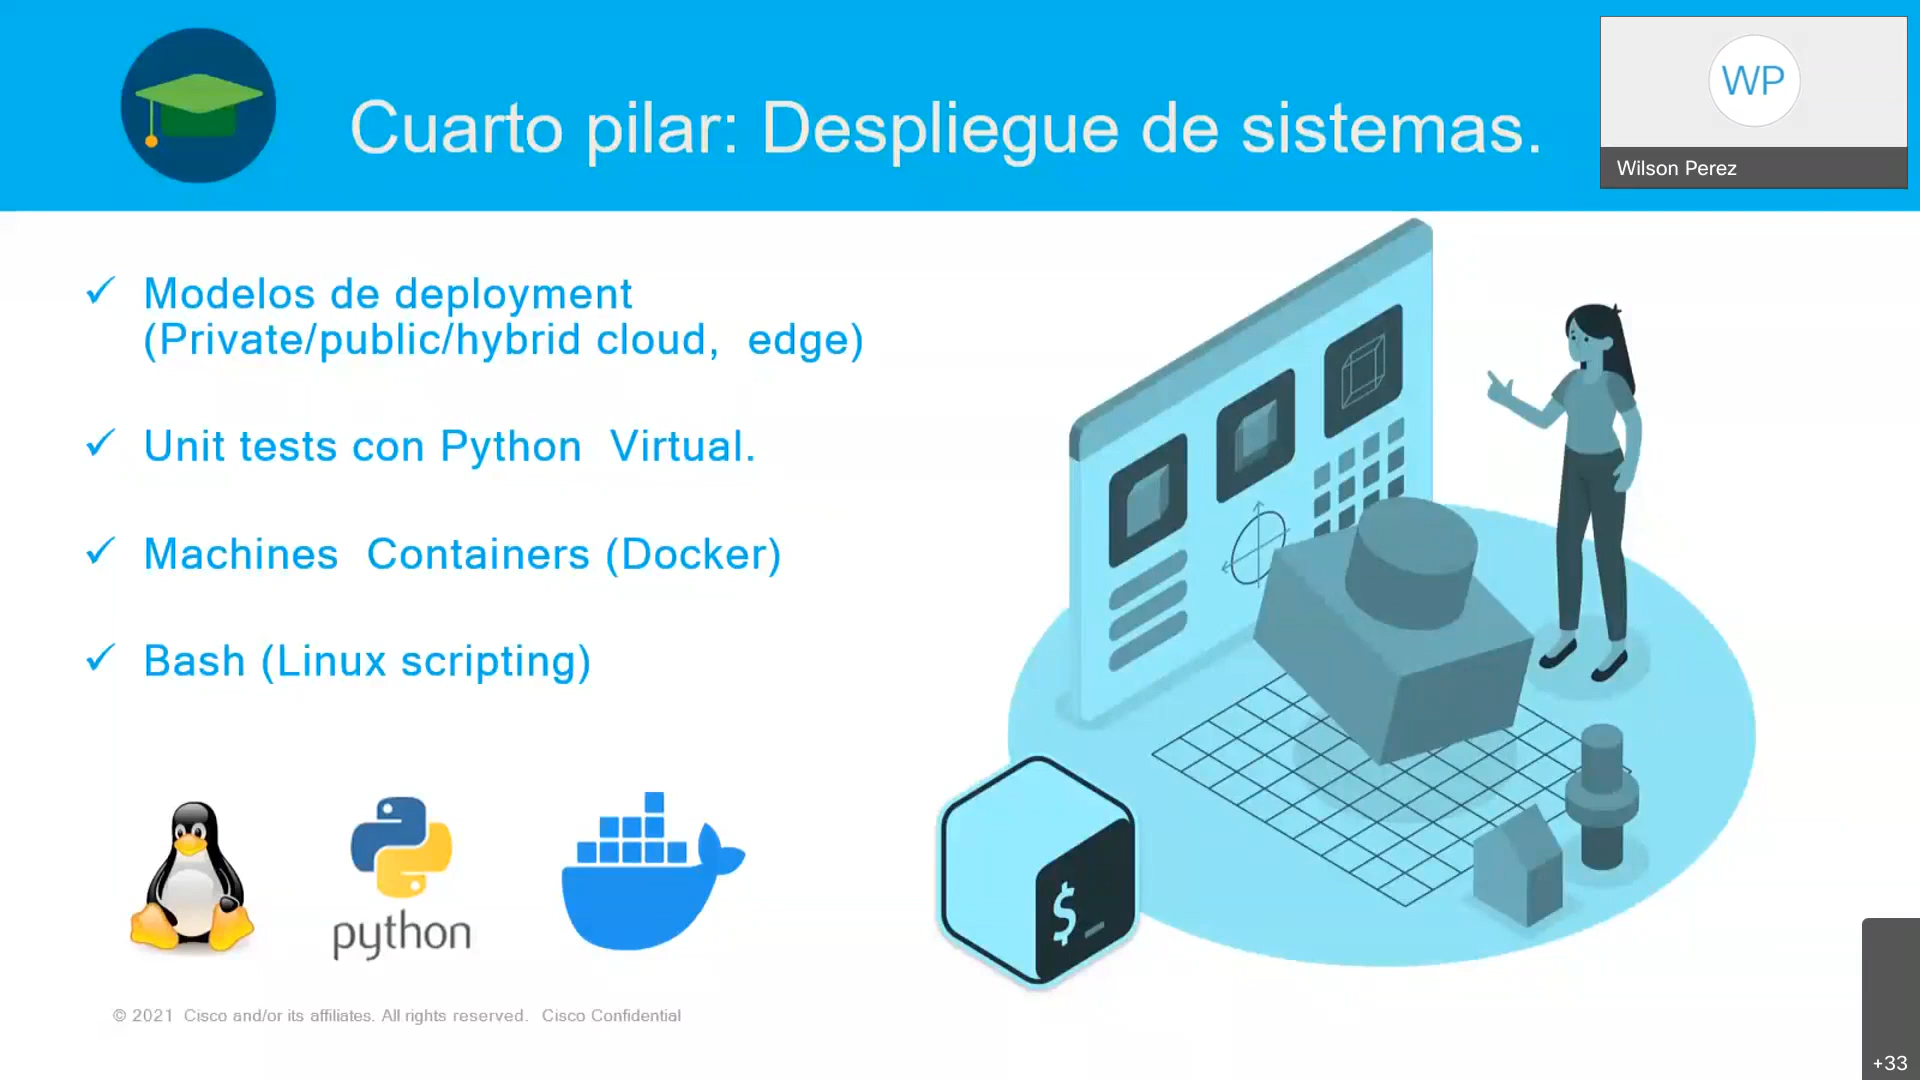 Cuarto pilar: Despliegue de sistemas.
WP
Wilson Perez
✓ Modelos de deployment
(Private/public/hybrid cloud, edge)
✓ Unit tests con Python Virtual.
✓ Machines Containers (Docker)
✓ Bash (Linux scripting)
python
$_
© 2021 Cisco and/or its affiliates. All rights reserved. Cisco Confidential
+33